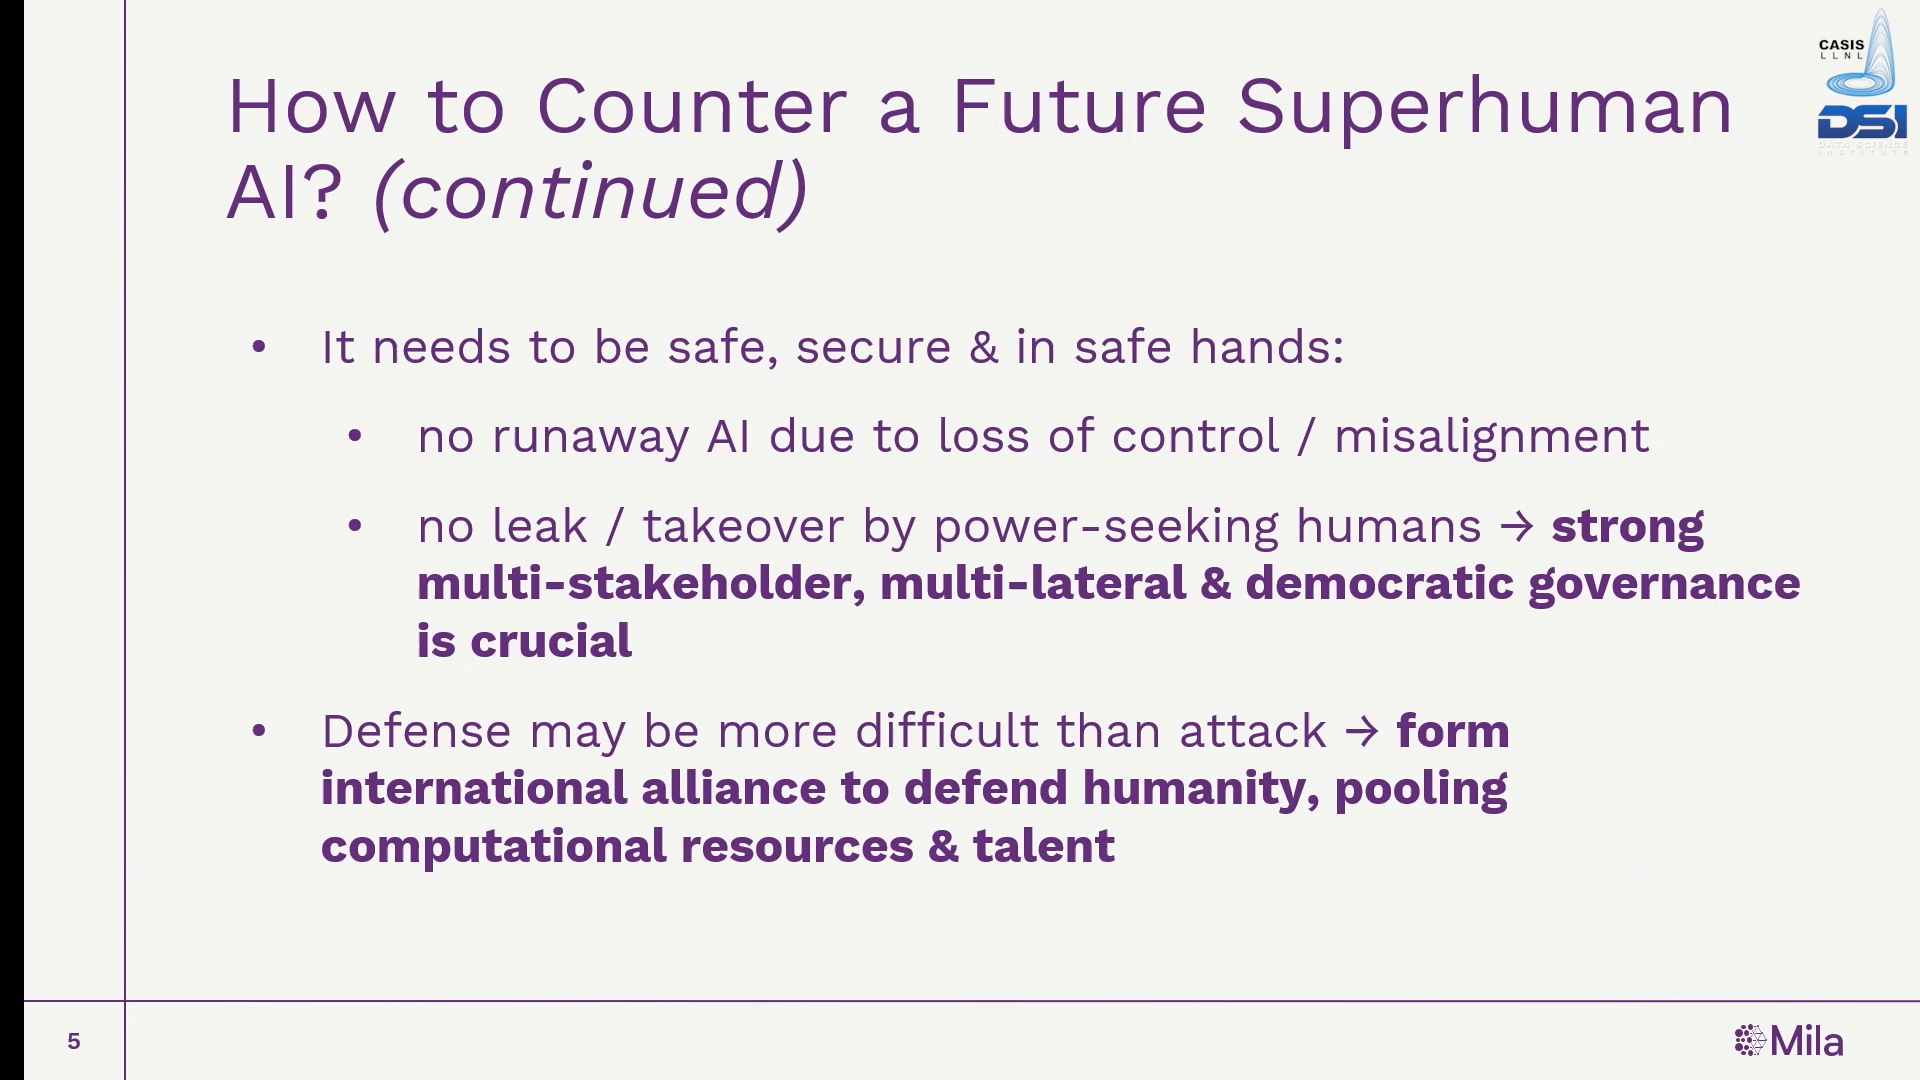 How to Counter a Future Superhuman
AI? (continued)
CASIS
LLNL
DSI
DATA SCIENCE
INSTITUTE
• It needs to be safe, secure & in safe hands:
• no runaway AI due to loss of control / misalignment
• no leak / takeover by power-seeking humans → strong
multi-stakeholder, multi-lateral & democratic governance
is crucial
• Defense may be more difficult than attack → form
international alliance to defend humanity, pooling
computational resources & talent
5
Mila